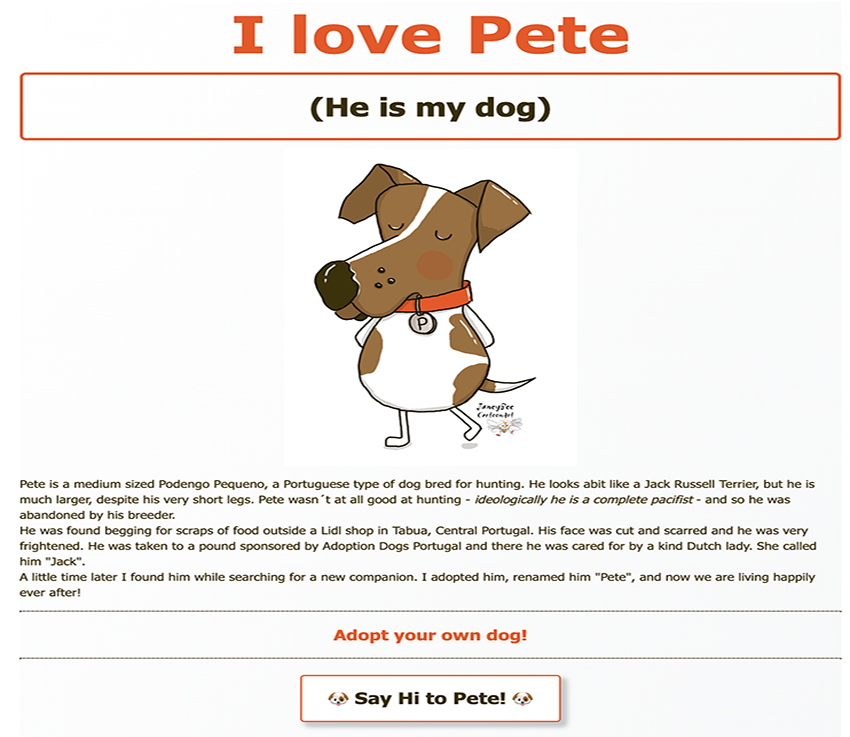 I love Pete
(He is my dog)
P
JaneyBee
CartoonArt
Pete is a medium sized Podengo Pequeno, a Portuguese type of dog bred for hunting. He looks abit like a Jack Russell Terrier, but he is
much larger, despite his very short legs. Pete wasn´t at all good at hunting - ideologically he is a complete pacifist - and so he was
abandoned by his breeder.
He was found begging for scraps of food outside a Lidl shop in Tabua, Central Portugal. His face was cut and scarred and he was very
frightened. He was taken to a pound sponsored by Adoption Dogs Portugal and there he was cared for by a kind Dutch lady. She called
him "Jack".
A little time later I found him while searching for a new companion. I adopted him, renamed him "Pete", and now we are living happily
ever after!
Adopt your own dog!
🐶 Say Hi to Pete! 🐶